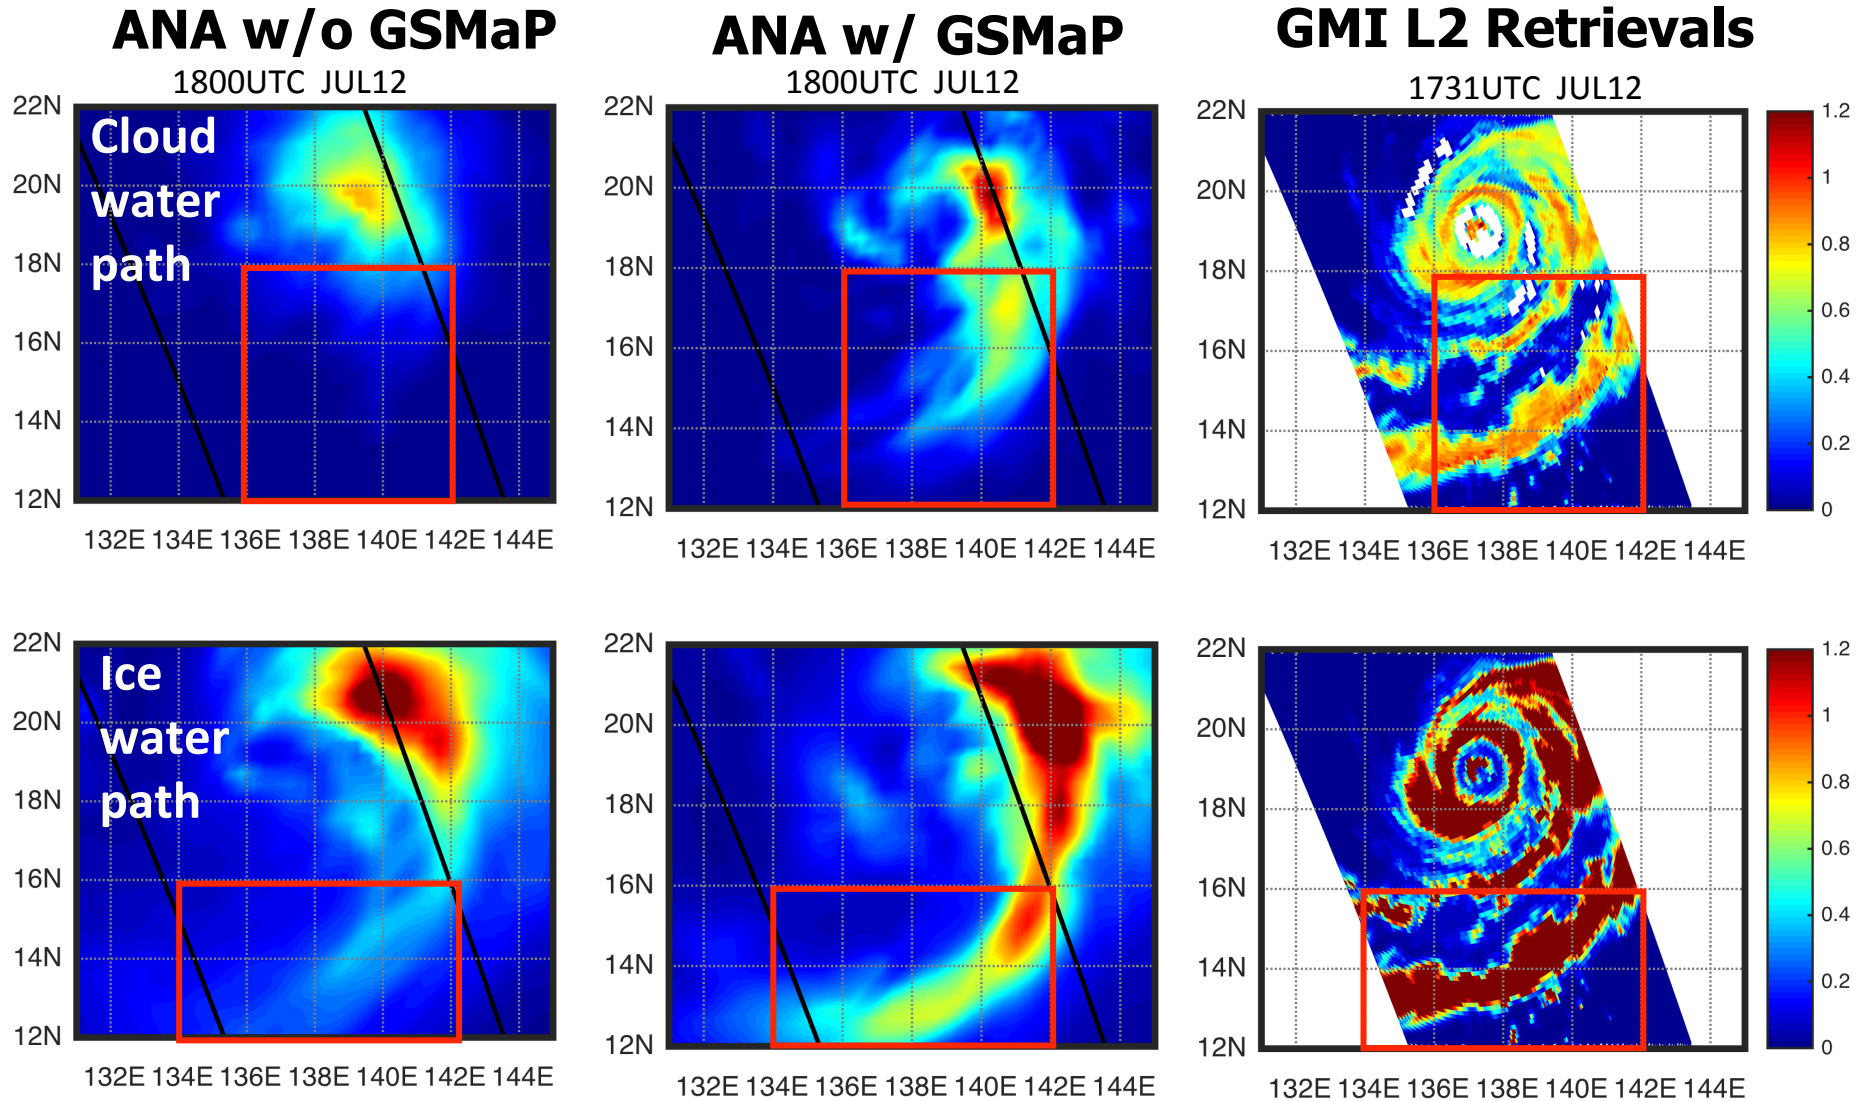 ANA w/o GSMaP
1800UTC JUL12
ANA w/ GSMaP
1800UTC JUL12
GMI L2 Retrievals
1731UTC JUL12
22N
20N
18N
16N
14N
12N
Cloud
water
path
132E 134E 136E 138E 140E 142E 144E
22N
20N
18N
16N
14N
12N
132E 134E 136E 138E 140E 142E 144E
22N
20N
18N
16N
14N
12N
132E 134E 136E 138E 140E 142E 144E
1.2
1
0.8
0.6
0.4
0.2
0
22N
20N
18N
16N
14N
12N
Ice
water
path
132E 134E 136E 138E 140E 142E 144E
22N
20N
18N
16N
14N
12N
132E 134E 136E 138E 140E 142E 144E
22N
20N
18N
16N
14N
12N
132E 134E 136E 138E 140E 142E 144E
1.2
1
0.8
0.6
0.4
0.2
0